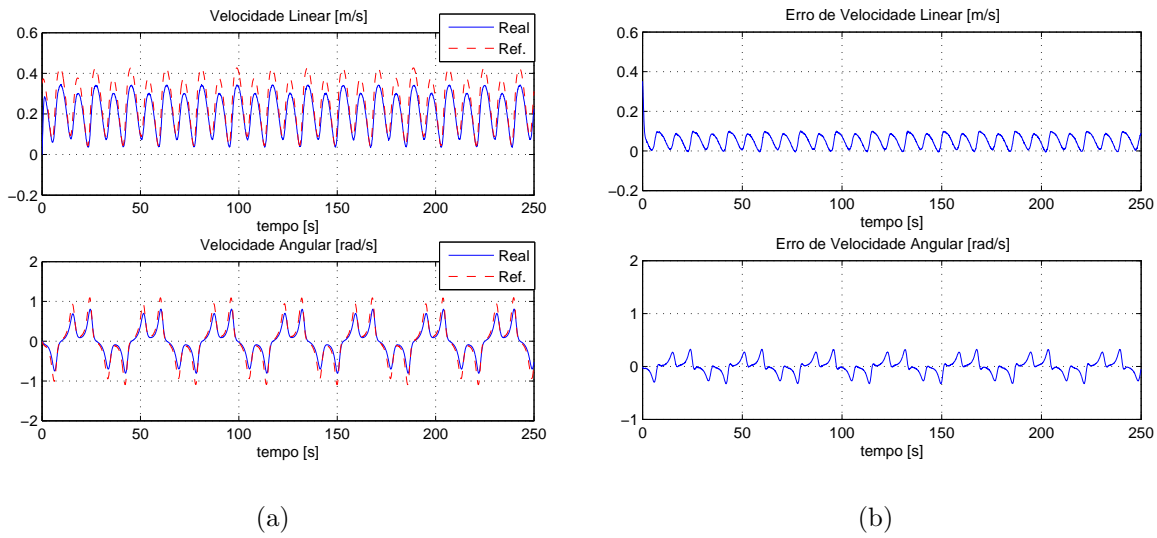 Velocidade Linear [m/s]
0.6
0.4
0.2
0
−0.2
0 50 100 150 200 250
tempo [s]
Real
Ref.
Velocidade Angular [rad/s]
2
1
0
−1
−2
0 50 100 150 200 250
tempo [s]
Real
Ref.
(a)
Erro de Velocidade Linear [m/s]
0.6
0.4
0.2
0
−0.2
0 50 100 150 200 250
tempo [s]
Erro de Velocidade Angular [rad/s]
2
1
0
−1
0 50 100 150 200 250
tempo [s]
(b)